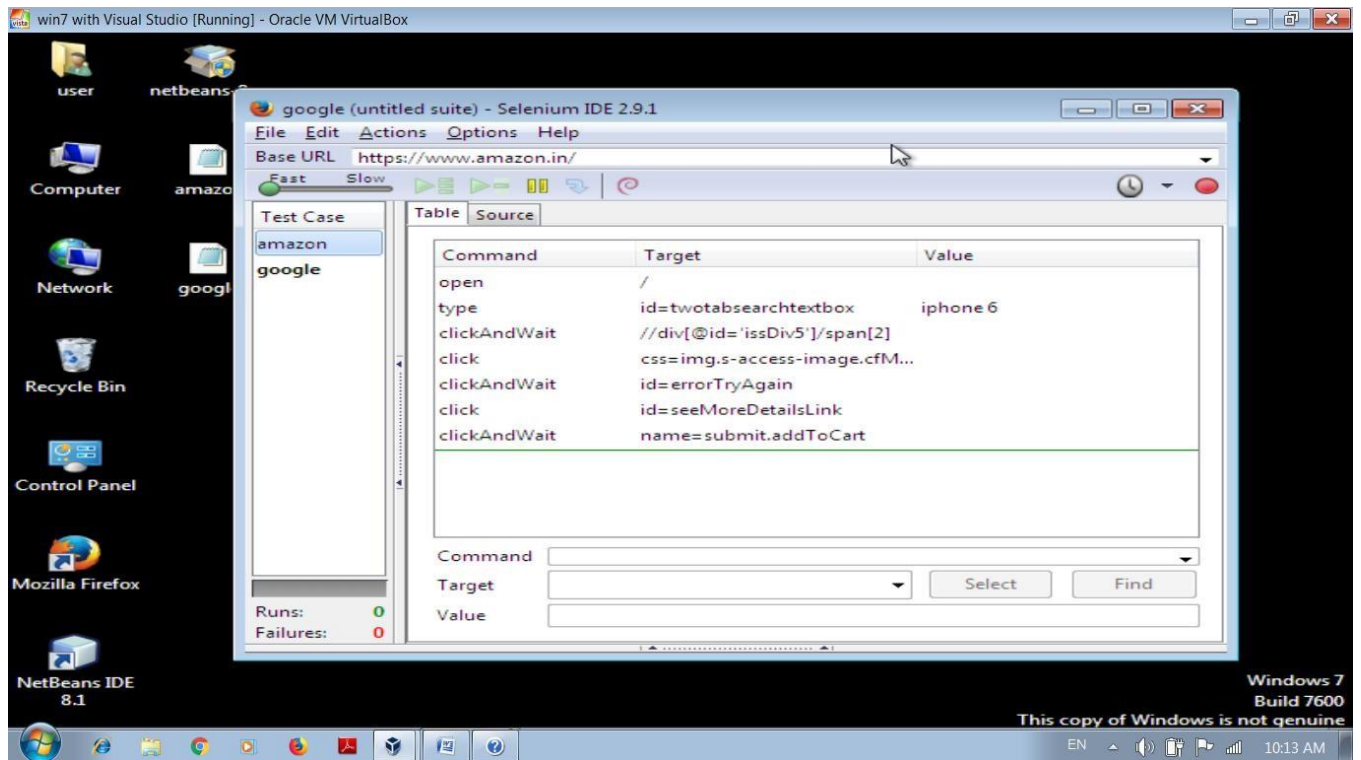 win7 with Visual Studio [Running] - Oracle VM VirtualBox
user
netbeans-8
google (untitled suite) - Selenium IDE 2.9.1
File Edit Actions Options Help
Base URL https://www.amazon.in/
Fast Slow
Computer
amazo
Test Case
Table Source
amazon
google
Command Target Value
open /
type id=twotabsearchtextbox iphone 6
clickAndWait //div[@id='issDiv5']/span[2]
click css=img.s-access-image.cfM...
clickAndWait id=errorTryAgain
click id=seeMoreDetailsLink
clickAndWait name=submit.addToCart
Network
googl
Recycle Bin
Control Panel
Mozilla Firefox
Command
Target Select Find
Value
Runs: 0
Failures: 0
NetBeans IDE
8.1
Windows 7
Build 7600
This copy of Windows is not genuine
EN 10:13 AM